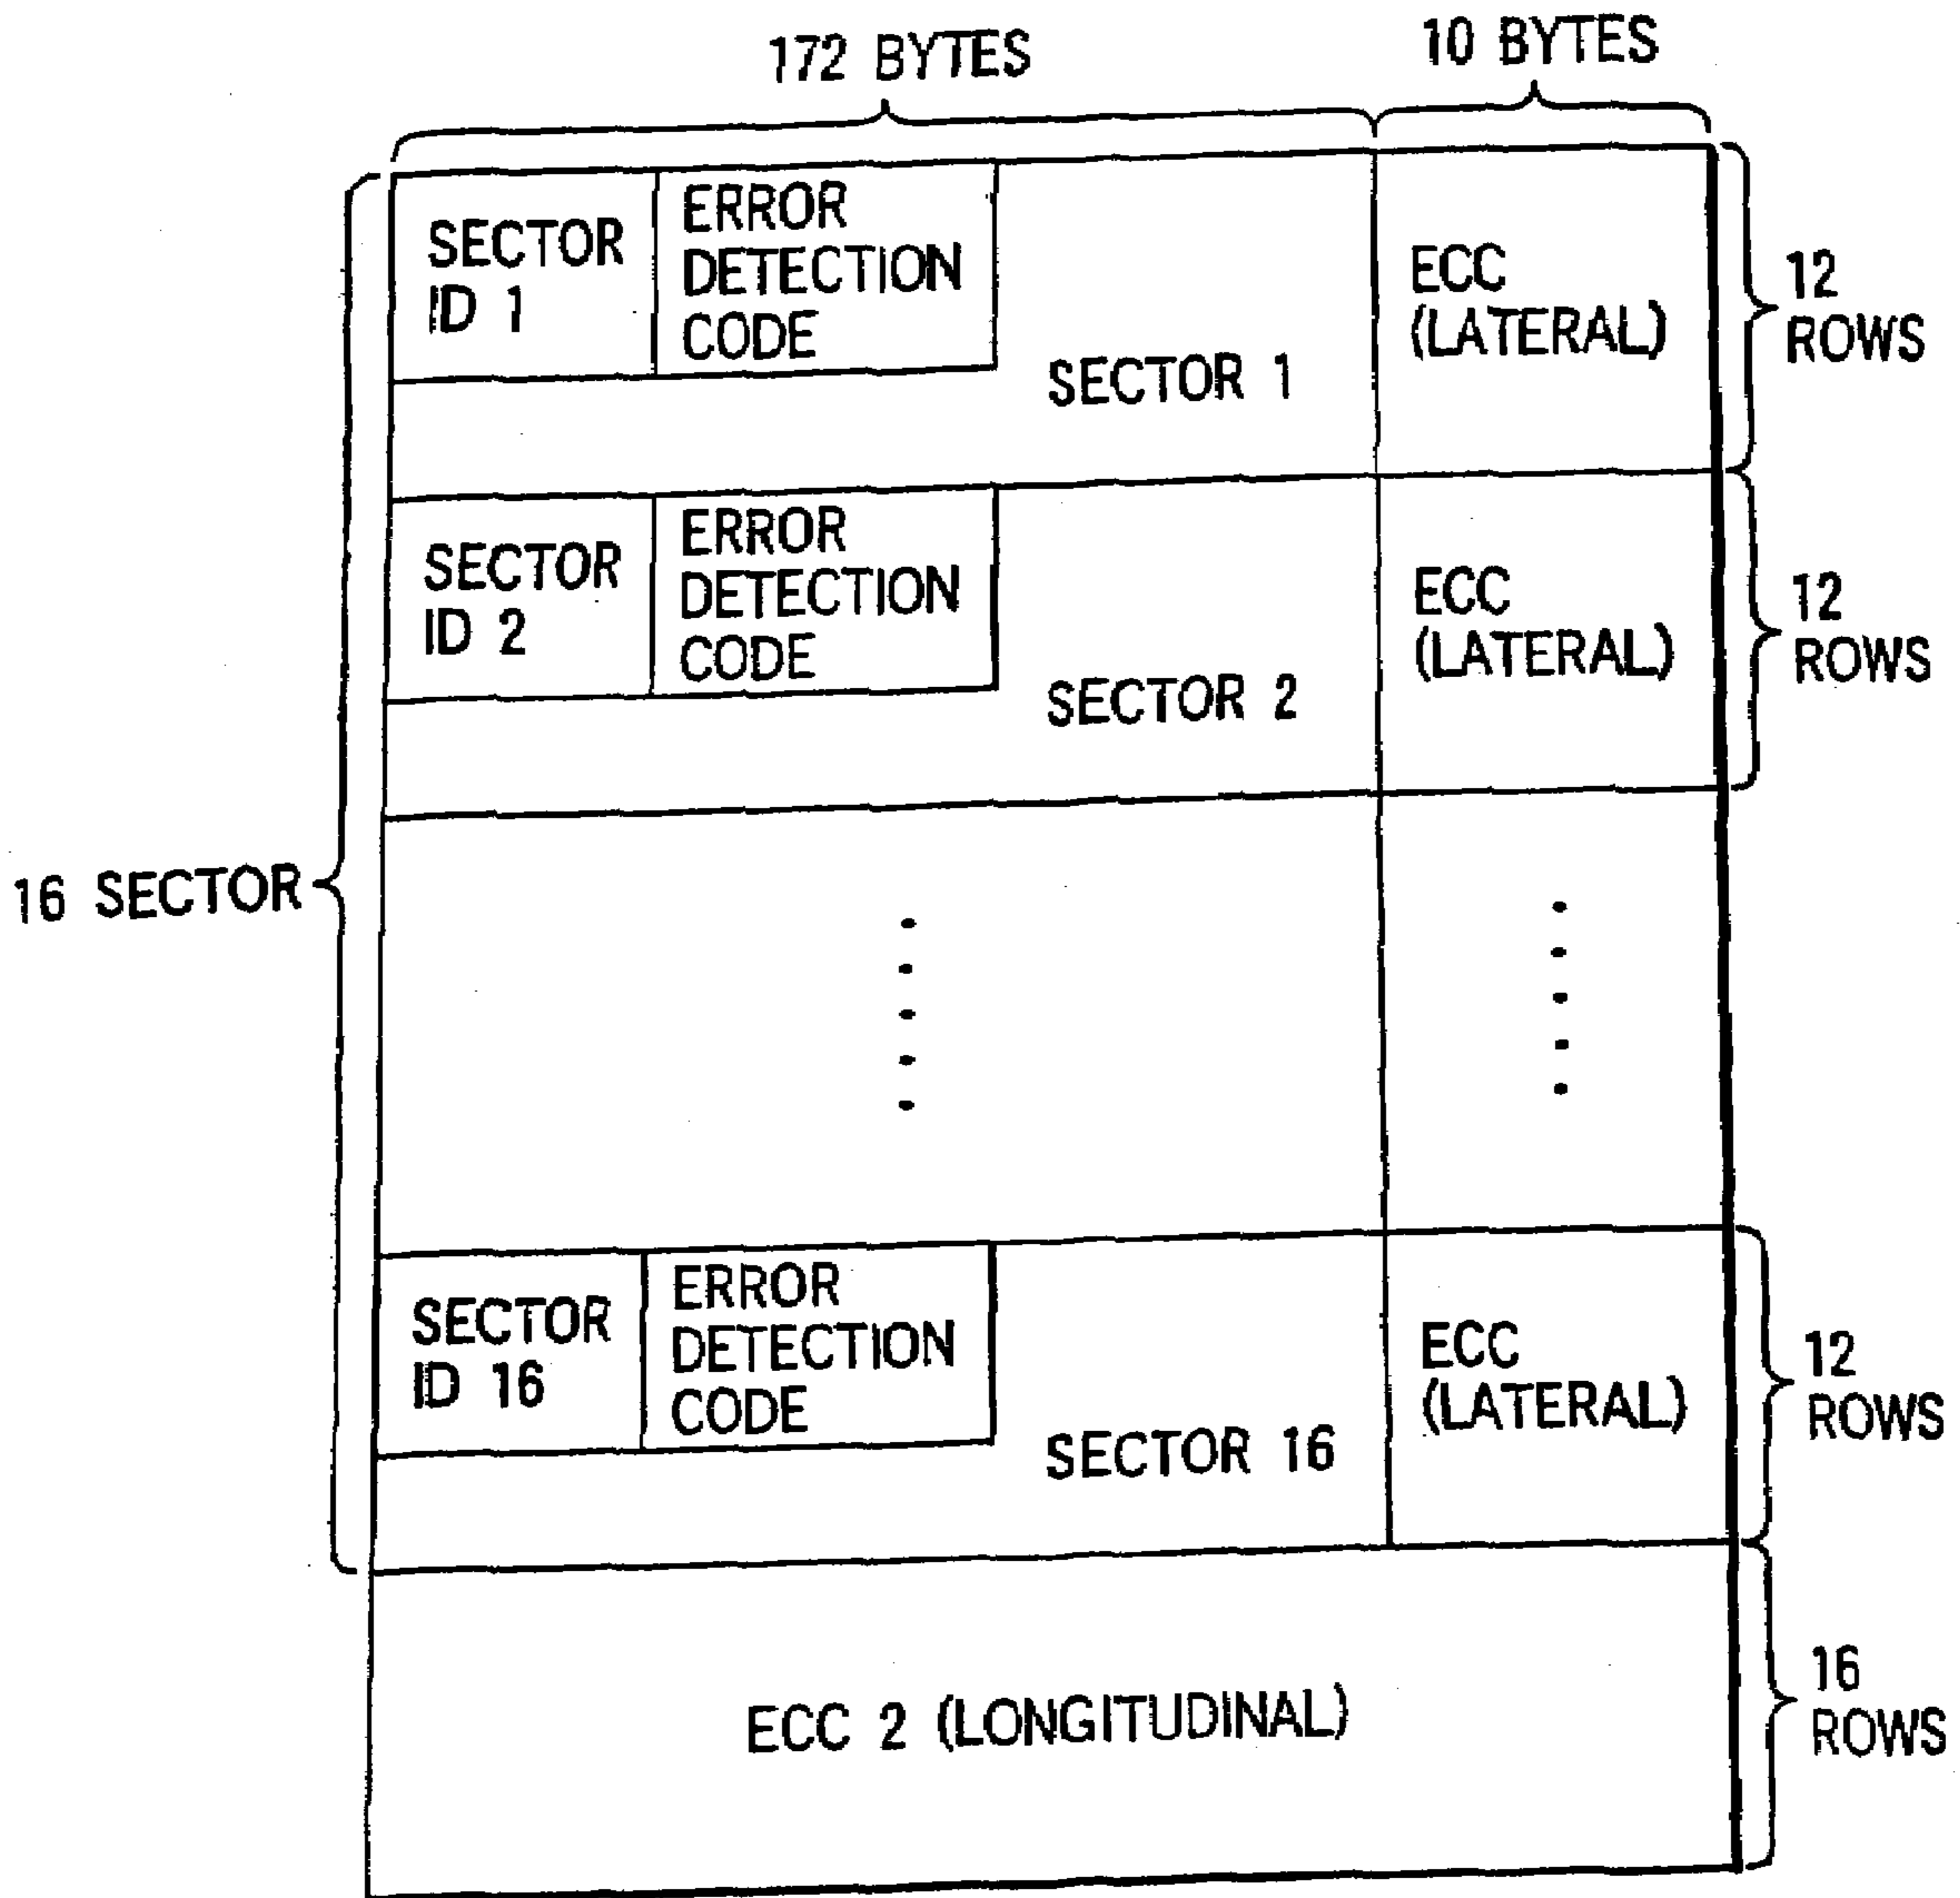 172 BYTES
10 BYTES
SECTOR
ID 1
ERROR
DETECTION
CODE
SECTOR 1
ECC
(LATERAL)
12
ROWS
SECTOR
ID 2
ERROR
DETECTION
CODE
SECTOR 2
ECC
(LATERAL)
12
ROWS
16 SECTOR
SECTOR
ID 16
ERROR
DETECTION
CODE
SECTOR 16
ECC
(LATERAL)
12
ROWS
ECC 2 (LONGITUDINAL)
16
ROWS